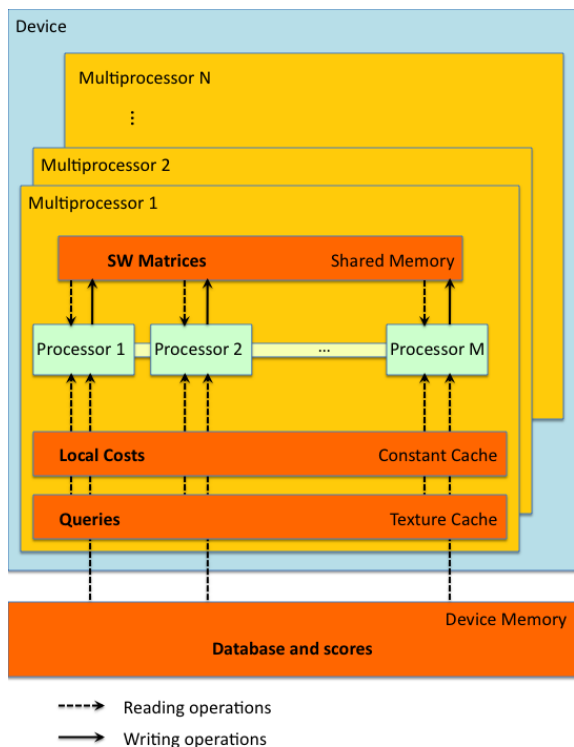 Device
Multiprocessor N
⋮
Multiprocessor 2
Multiprocessor 1
SW Matrices Shared Memory
Processor 1 Processor 2 ... Processor M
Local Costs Constant Cache
Queries Texture Cache
Device Memory
Database and scores
Reading operations
Writing operations